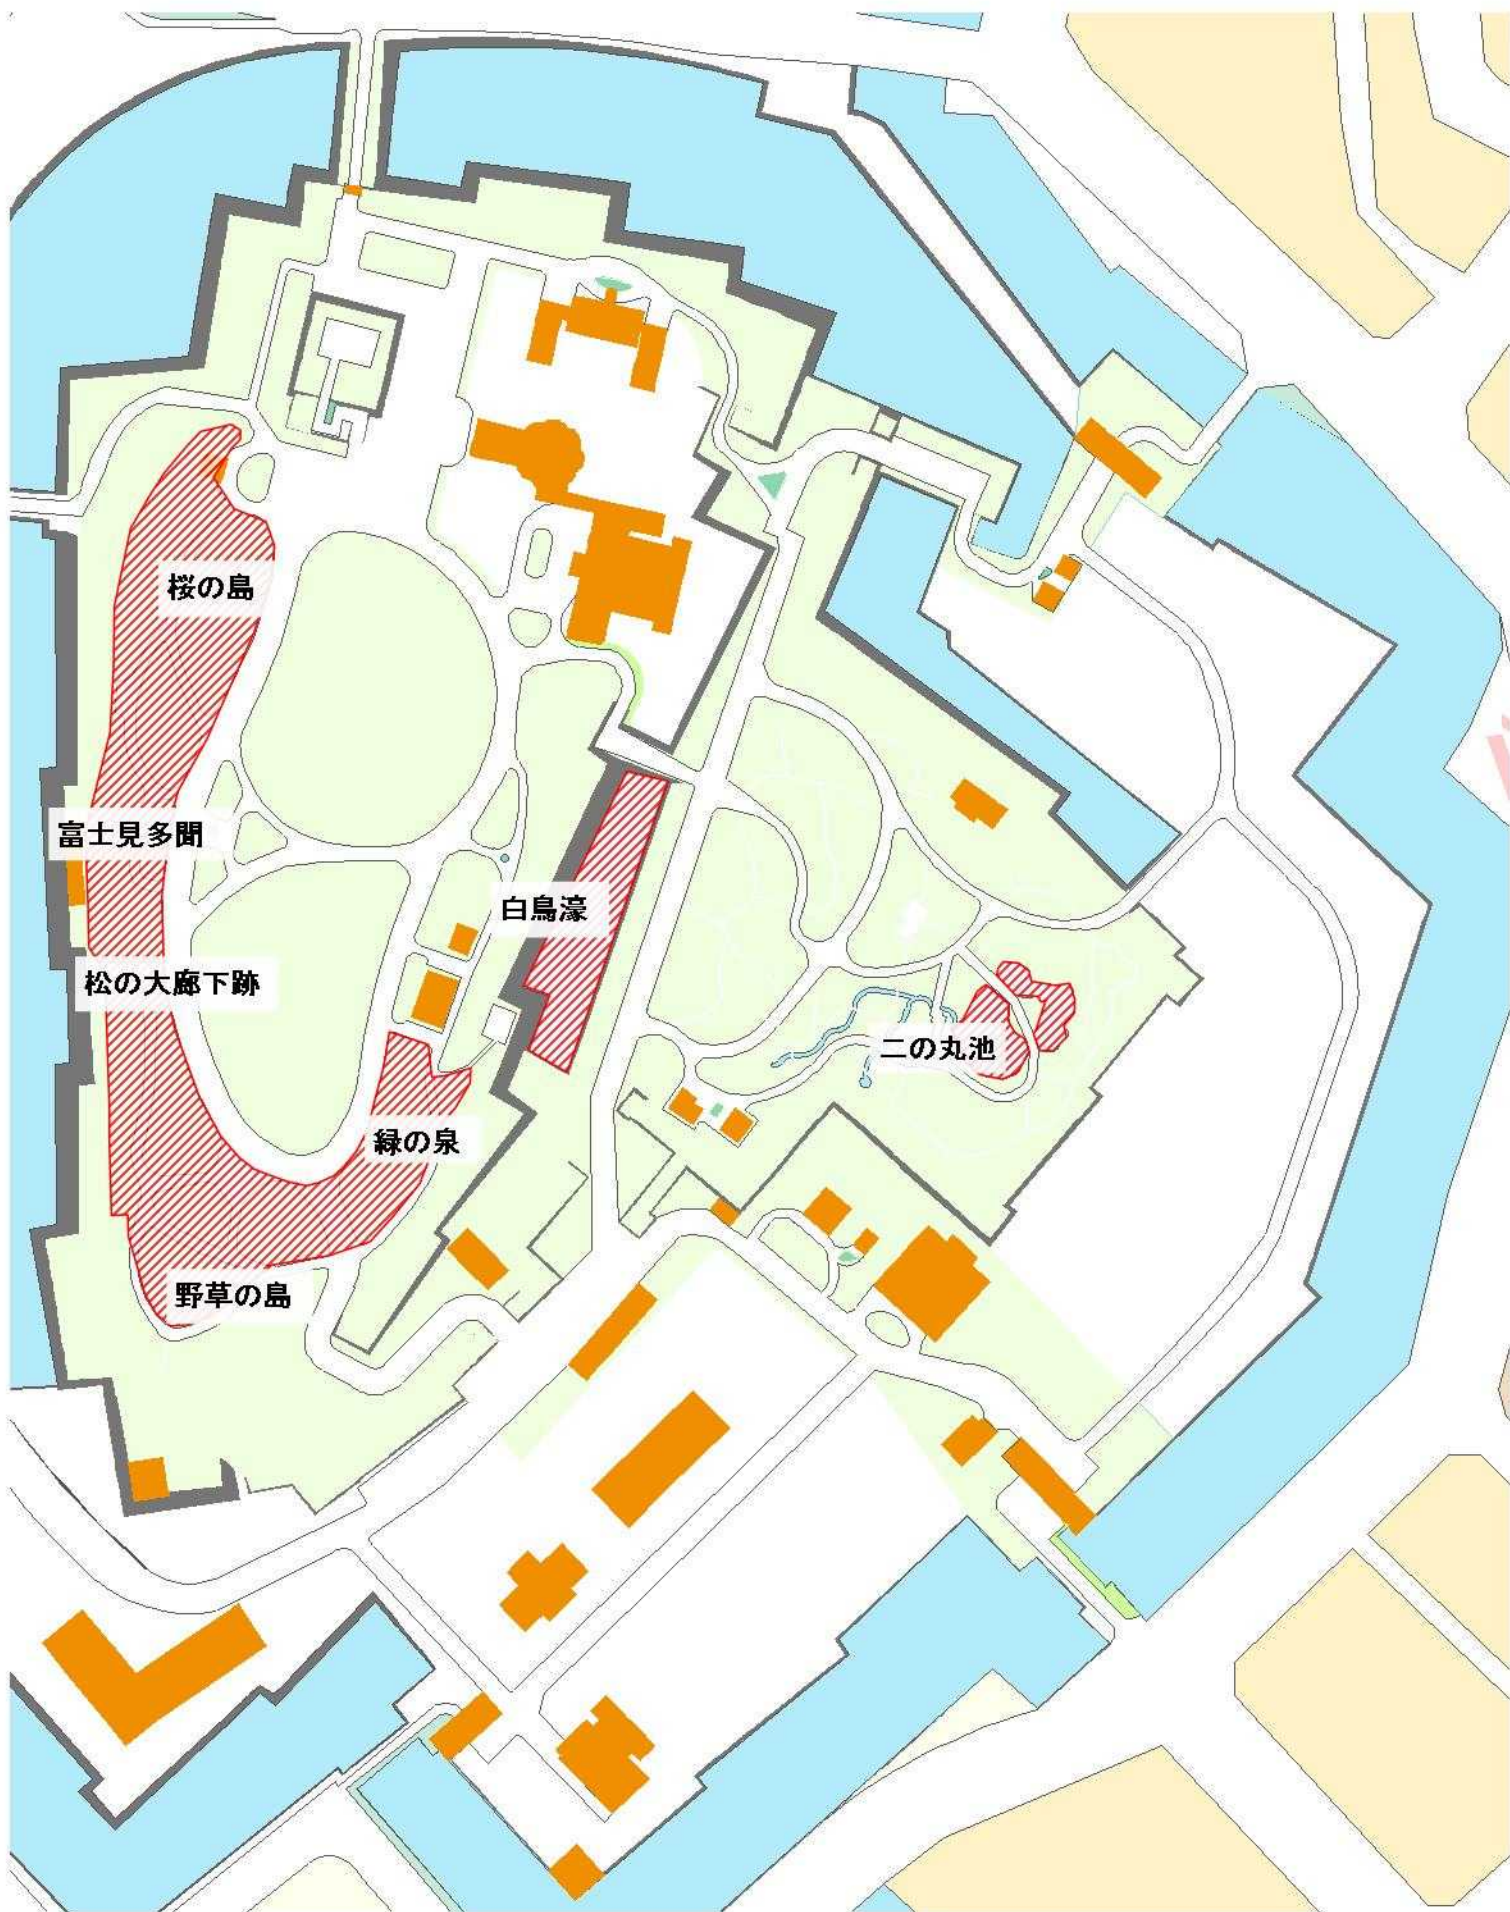 桜の島
富士見多聞
白鳥濠
松の大廊下跡
二の丸池
緑の泉
野草の島